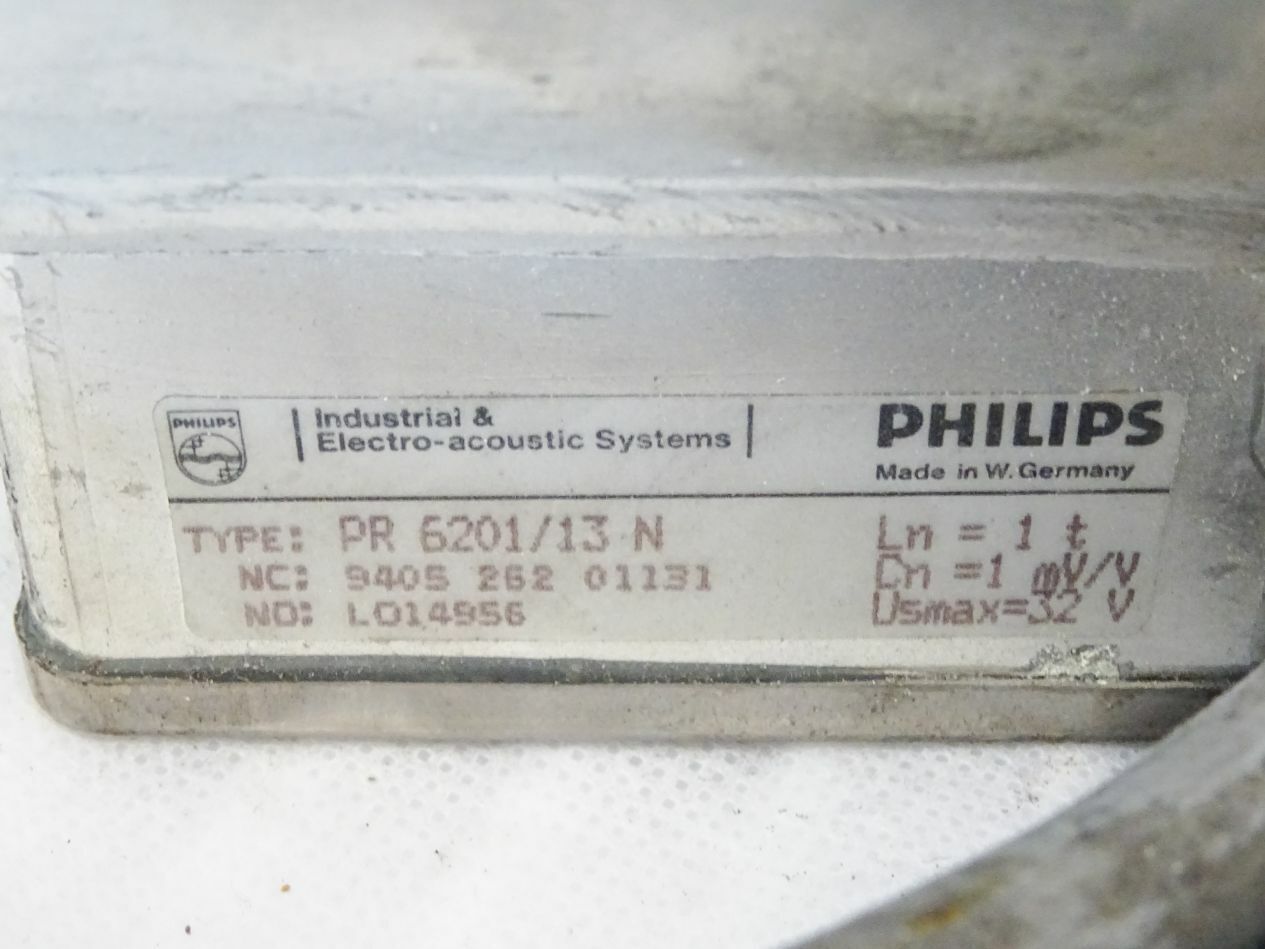 PHILIPS
Industrial &
Electro-acoustic Systems
PHILIPS
Made in W. Germany
TYPE: PR 6201/13 N
NC: 9405 262 01131
NO: L014956
Ln = 1 t
Cn =1 mV/V
Usmax=32 V